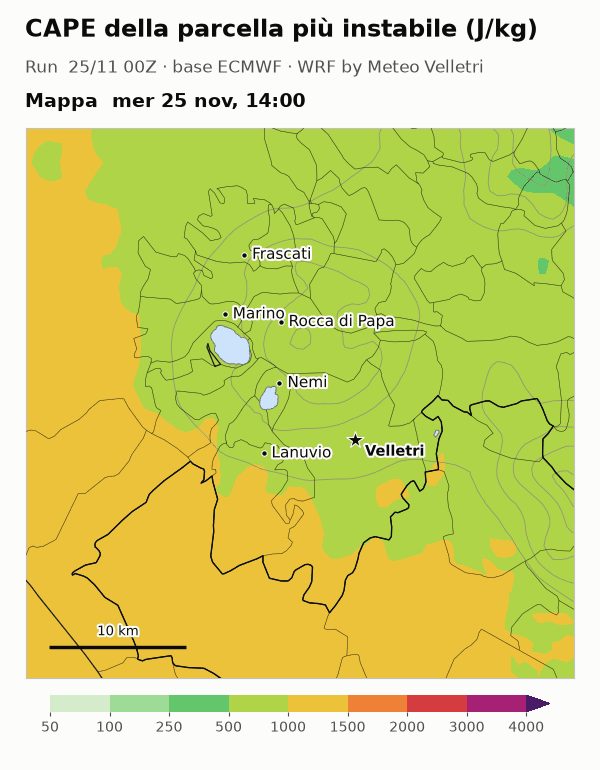 CAPE della parcella più instabile (J/kg)
Run  25/11 00Z · base ECMWF · WRF by Meteo Velletri
Mappa  mer 25 nov, 14:00
Frascati
Marino
Rocca di Papa
Nemi
Velletri
Lanuvio
10 km
50 100 250 500 1000 1500 2000 3000 4000